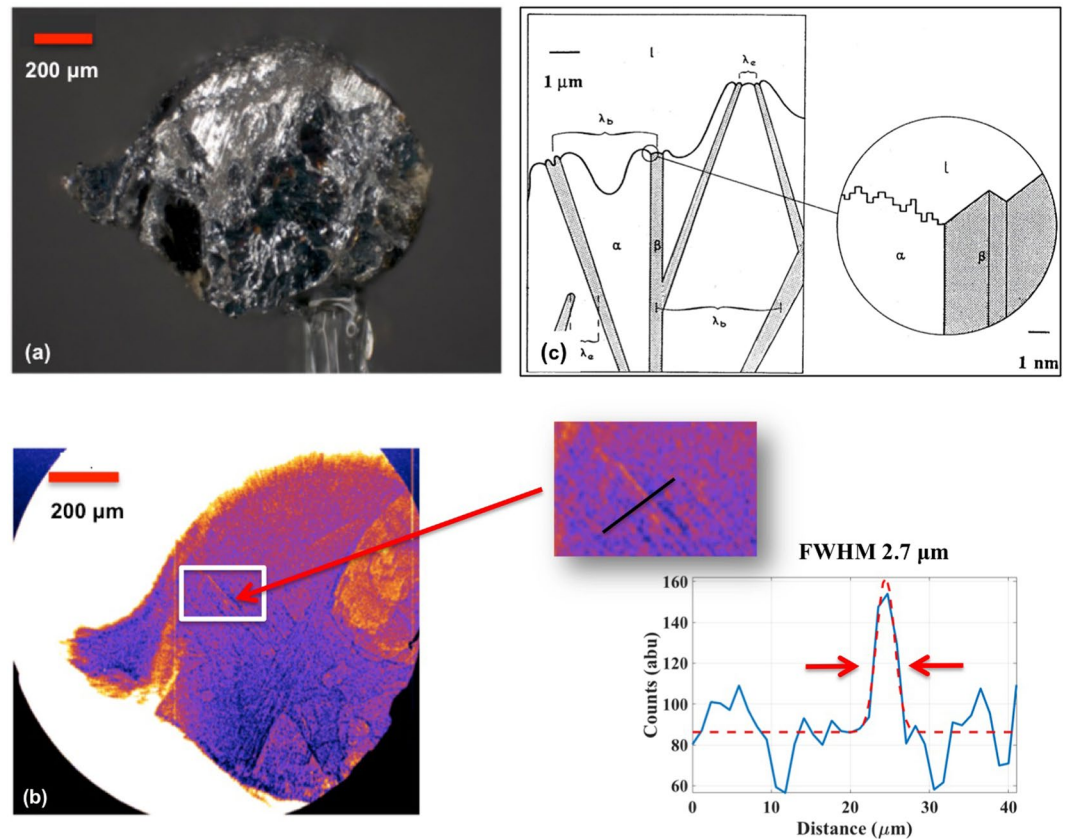 200 µm
(a)
l
λc
1 µm
λb
l
α
β
α
β
λb
λa
(c)
1 nm
200 µm
(b)
FWHM 2.7 µm
160
140
120
100
80
60
Counts (abu)
0
10
20
30
40
Distance (µm)